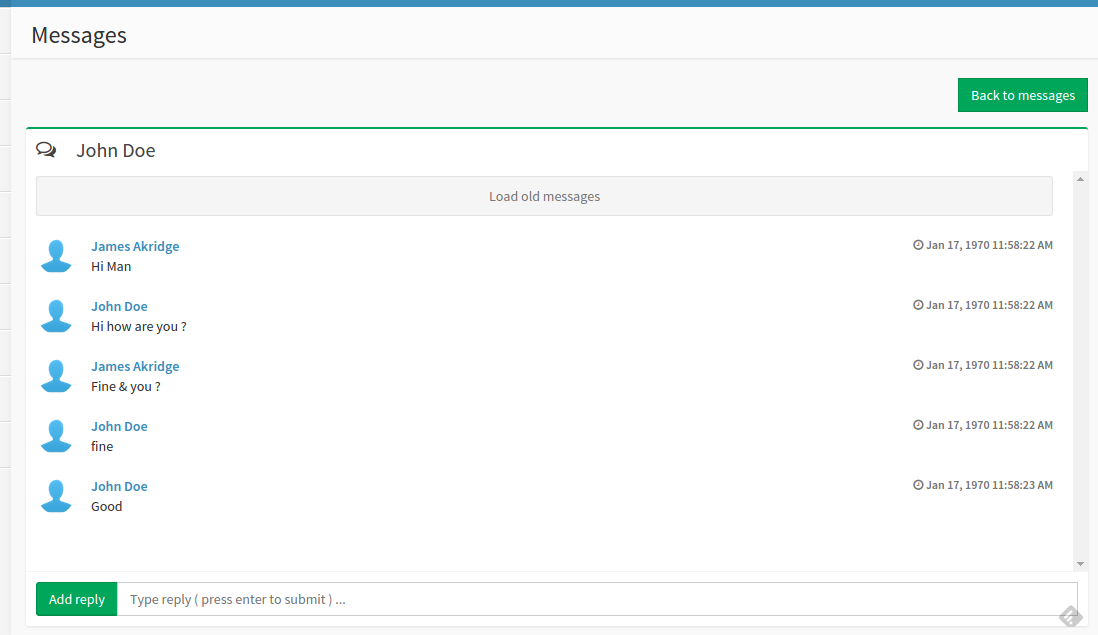 Messages
Back to messages
John Doe
Load old messages
James Akridge
Jan 17, 1970 11:58:22 AM
Hi Man
John Doe
Jan 17, 1970 11:58:22 AM
Hi how are you ?
James Akridge
Jan 17, 1970 11:58:22 AM
Fine & you ?
John Doe
Jan 17, 1970 11:58:22 AM
fine
John Doe
Jan 17, 1970 11:58:23 AM
Good
Add reply
Type reply ( press enter to submit ) ...